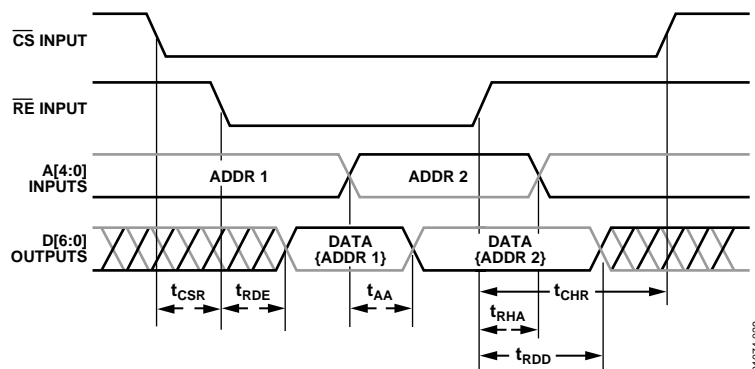 CS INPUT
RE INPUT
A[4:0]
INPUTS
ADDR 1
ADDR 2
D[6:0]
OUTPUTS
DATA
{ADDR 1}
DATA
{ADDR 2}
tCSR
tRDE
tAA
tCHR
tRHA
tRDD